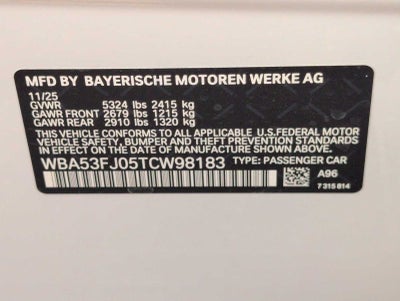 MFD BY BAYERISCHE MOTOREN WERKE AG
11/25
GVWR 5324 lbs 2415 kg
GAWR FRONT 2679 lbs 1215 kg
GAWR REAR 2910 lbs 1320 kg
THIS VEHICLE CONFORMS TO ALL APPLICABLE U.S.FEDERAL MOTOR
VEHICLE SAFETY, BUMPER, AND THEFT PREVENTION STANDARDS
IN EFFECT ON THE DATE OF MANUFACTURE SHOWN ABOVE.
WBA53FJ05TCW98183 TYPE: PASSENGER CAR
A96
7 315 814